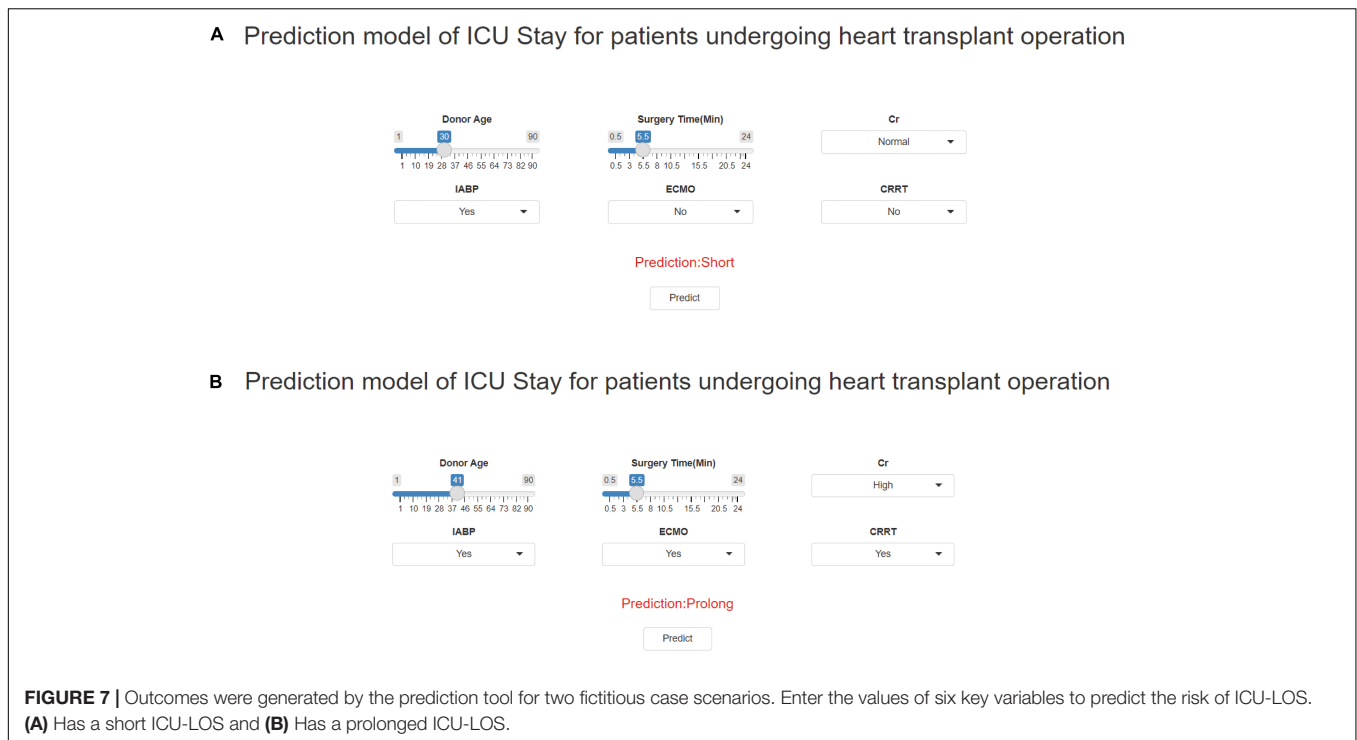 A Prediction model of ICU Stay for patients undergoing heart transplant operation
Donor Age Surgery Time(Min) Cr
1 30 90 0.5 5.5 24 Normal
1 10 19 28 37 46 55 64 73 82 90 0.5 3 5.5 8 10.5 15.5 20.5 24
IABP ECMO CRRT
Yes No No
Prediction:Short
Predict
B Prediction model of ICU Stay for patients undergoing heart transplant operation
Donor Age Surgery Time(Min) Cr
1 41 90 0.5 5.5 24 High
1 10 19 28 37 46 55 64 73 82 90 0.5 3 5.5 8 10.5 15.5 20.5 24
IABP ECMO CRRT
Yes Yes Yes
Prediction:Prolong
Predict
FIGURE 7 | Outcomes were generated by the prediction tool for two fictitious case scenarios. Enter the values of six key variables to predict the risk of ICU-LOS.
(A) Has a short ICU-LOS and (B) Has a prolonged ICU-LOS.